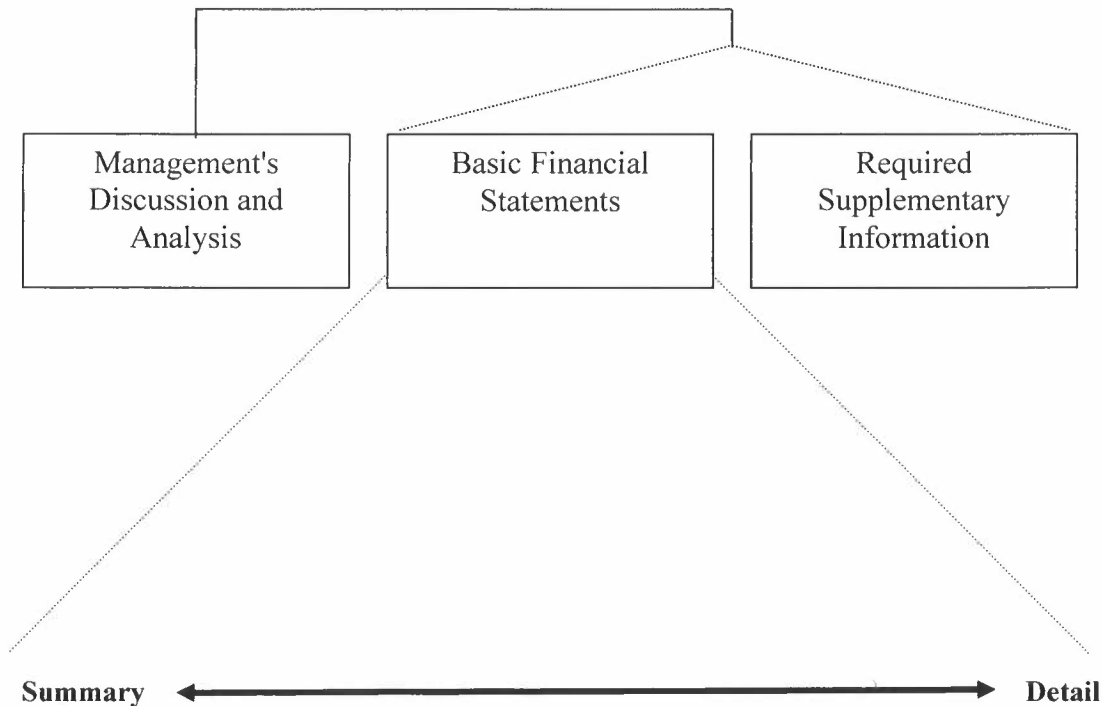 Management's
Discussion and
Analysis
Basic Financial
Statements
Required
Supplementary
Information
Summary
Detail